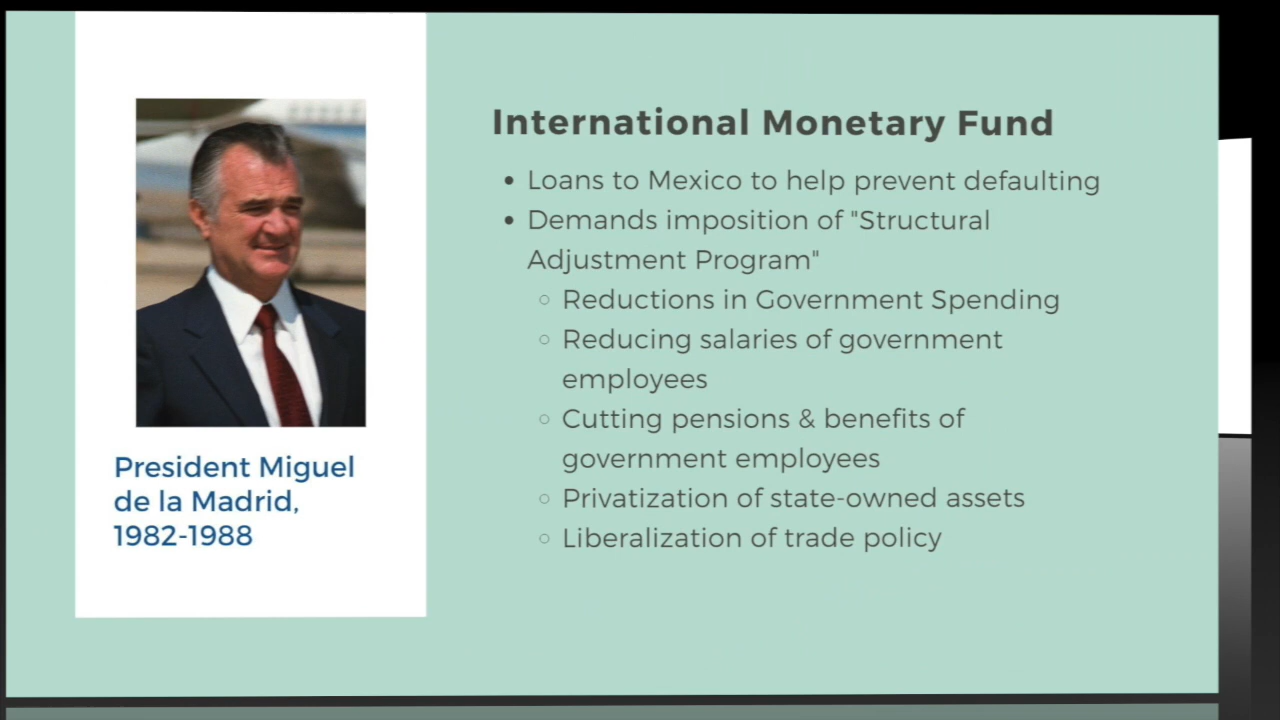 International Monetary Fund
Loans to Mexico to help prevent defaulting
Demands imposition of "Structural
Adjustment Program"
Reductions in Government Spending
Reducing salaries of government
employees
Cutting pensions & benefits of
government employees
Privatization of state-owned assets
Liberalization of trade policy
President Miguel
de la Madrid,
1982-1988